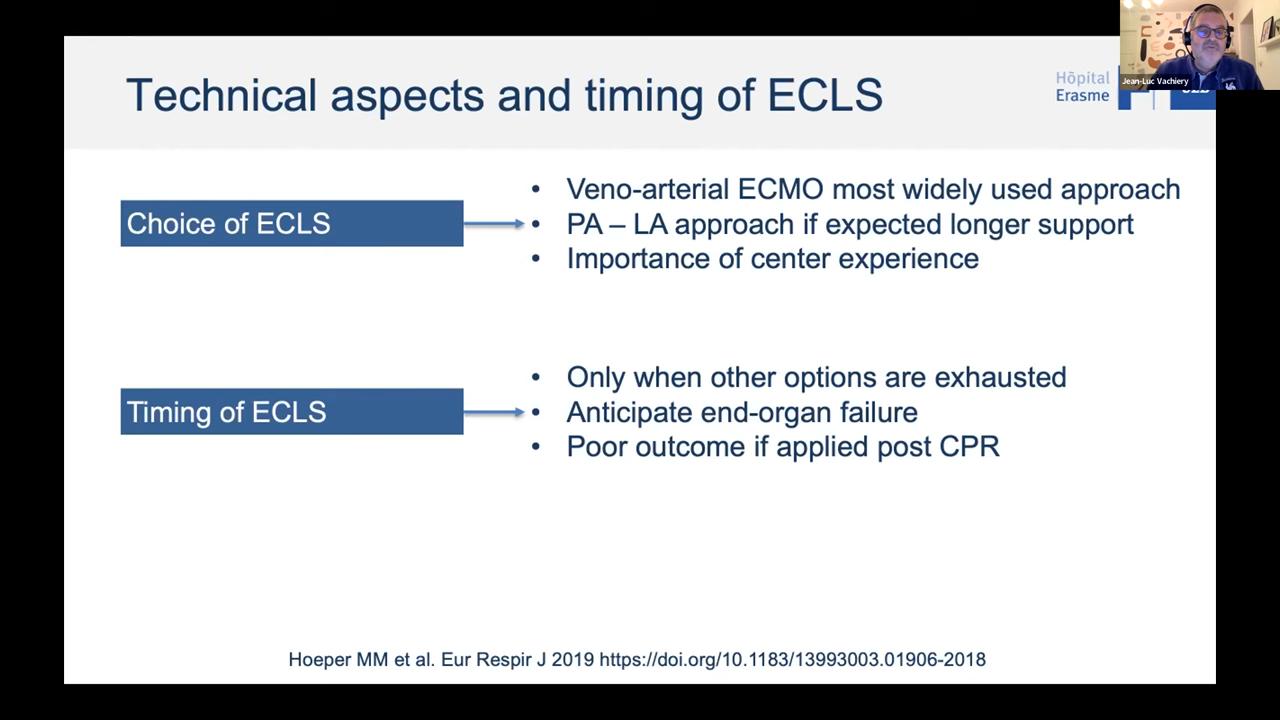 Jean-Luc Vachiery
Technical aspects and timing of ECLS
Hôpital
Erasme
Choice of ECLS
• Veno-arterial ECMO most widely used approach
• PA – LA approach if expected longer support
• Importance of center experience
Timing of ECLS
• Only when other options are exhausted
• Anticipate end-organ failure
• Poor outcome if applied post CPR
Hoeper MM et al. Eur Respir J 2019 https://doi.org/10.1183/13993003.01906-2018